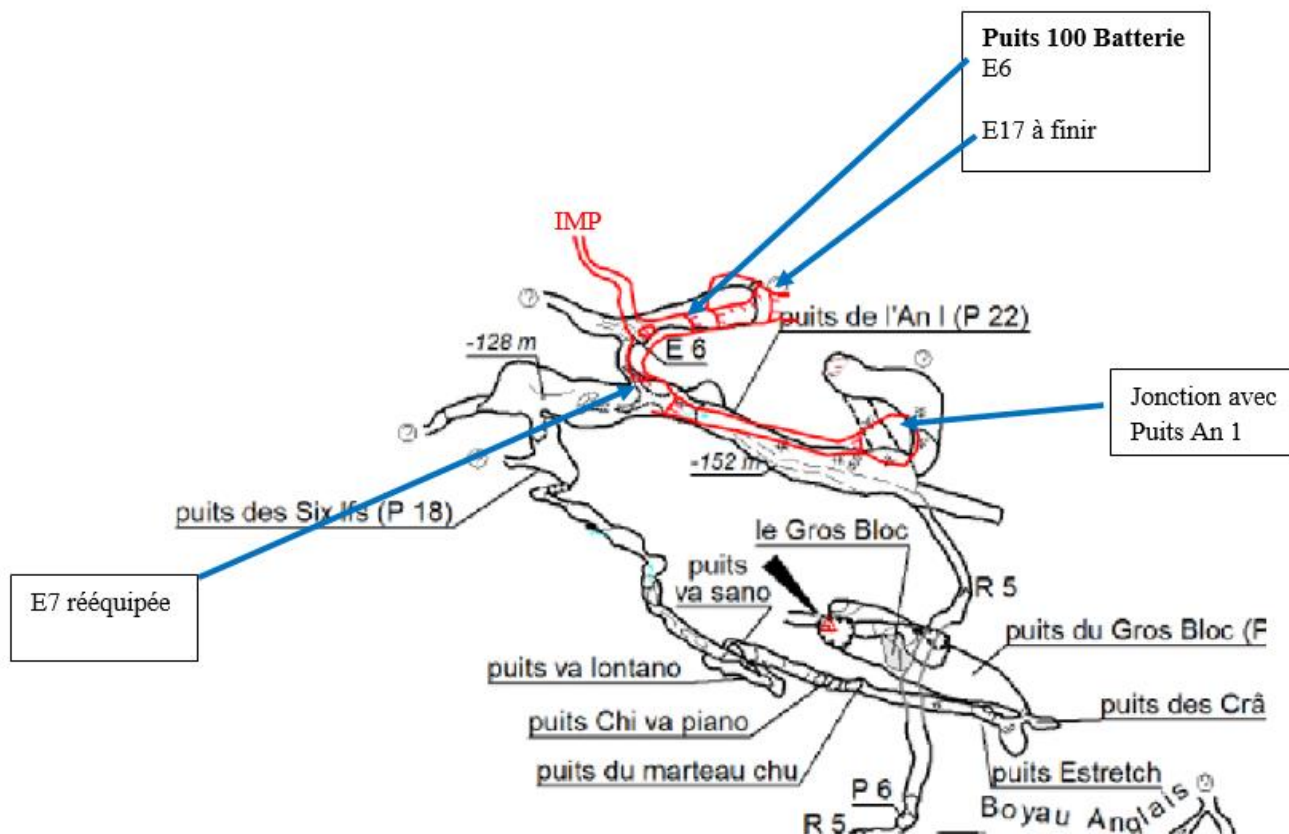 Puits 100 Batterie
E6
E17 à finir
IMP
puits de l'An I (P 22)
E 6
-128 m
Jonction avec
Puits An 1
-152 m
puits des Six Ifs (P 18)
le Gros Bloc
E7 rééquipée
puits
va sano
R 5
puits du Gros Bloc (P
puits va lontano
puits des Crâ
puits Chi va piano
puits du marteau chu
puits Estretch
P 6
Boyau Anglais
R 5